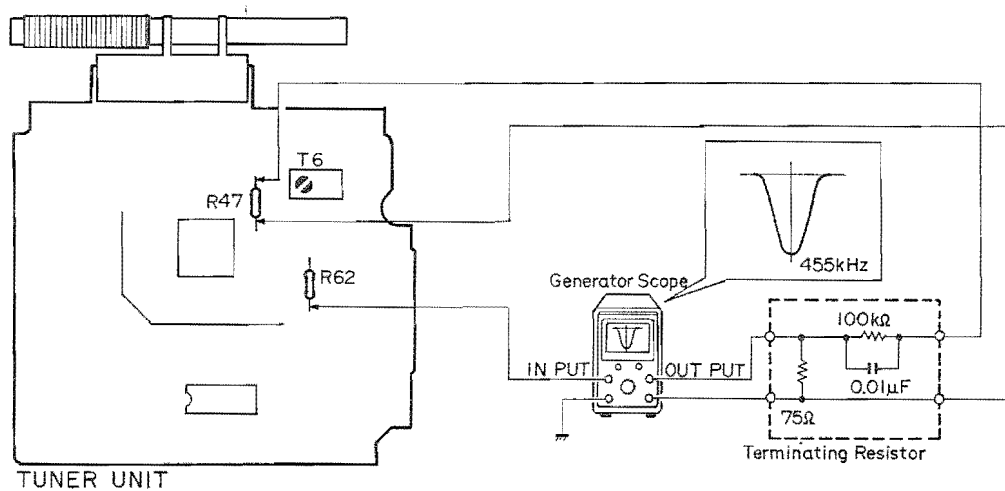 T6
R47
R62
455kHz
Generator Scope
100kΩ
IN PUT
OUT PUT
0.01μF
75Ω
Terminating Resistor
TUNER UNIT